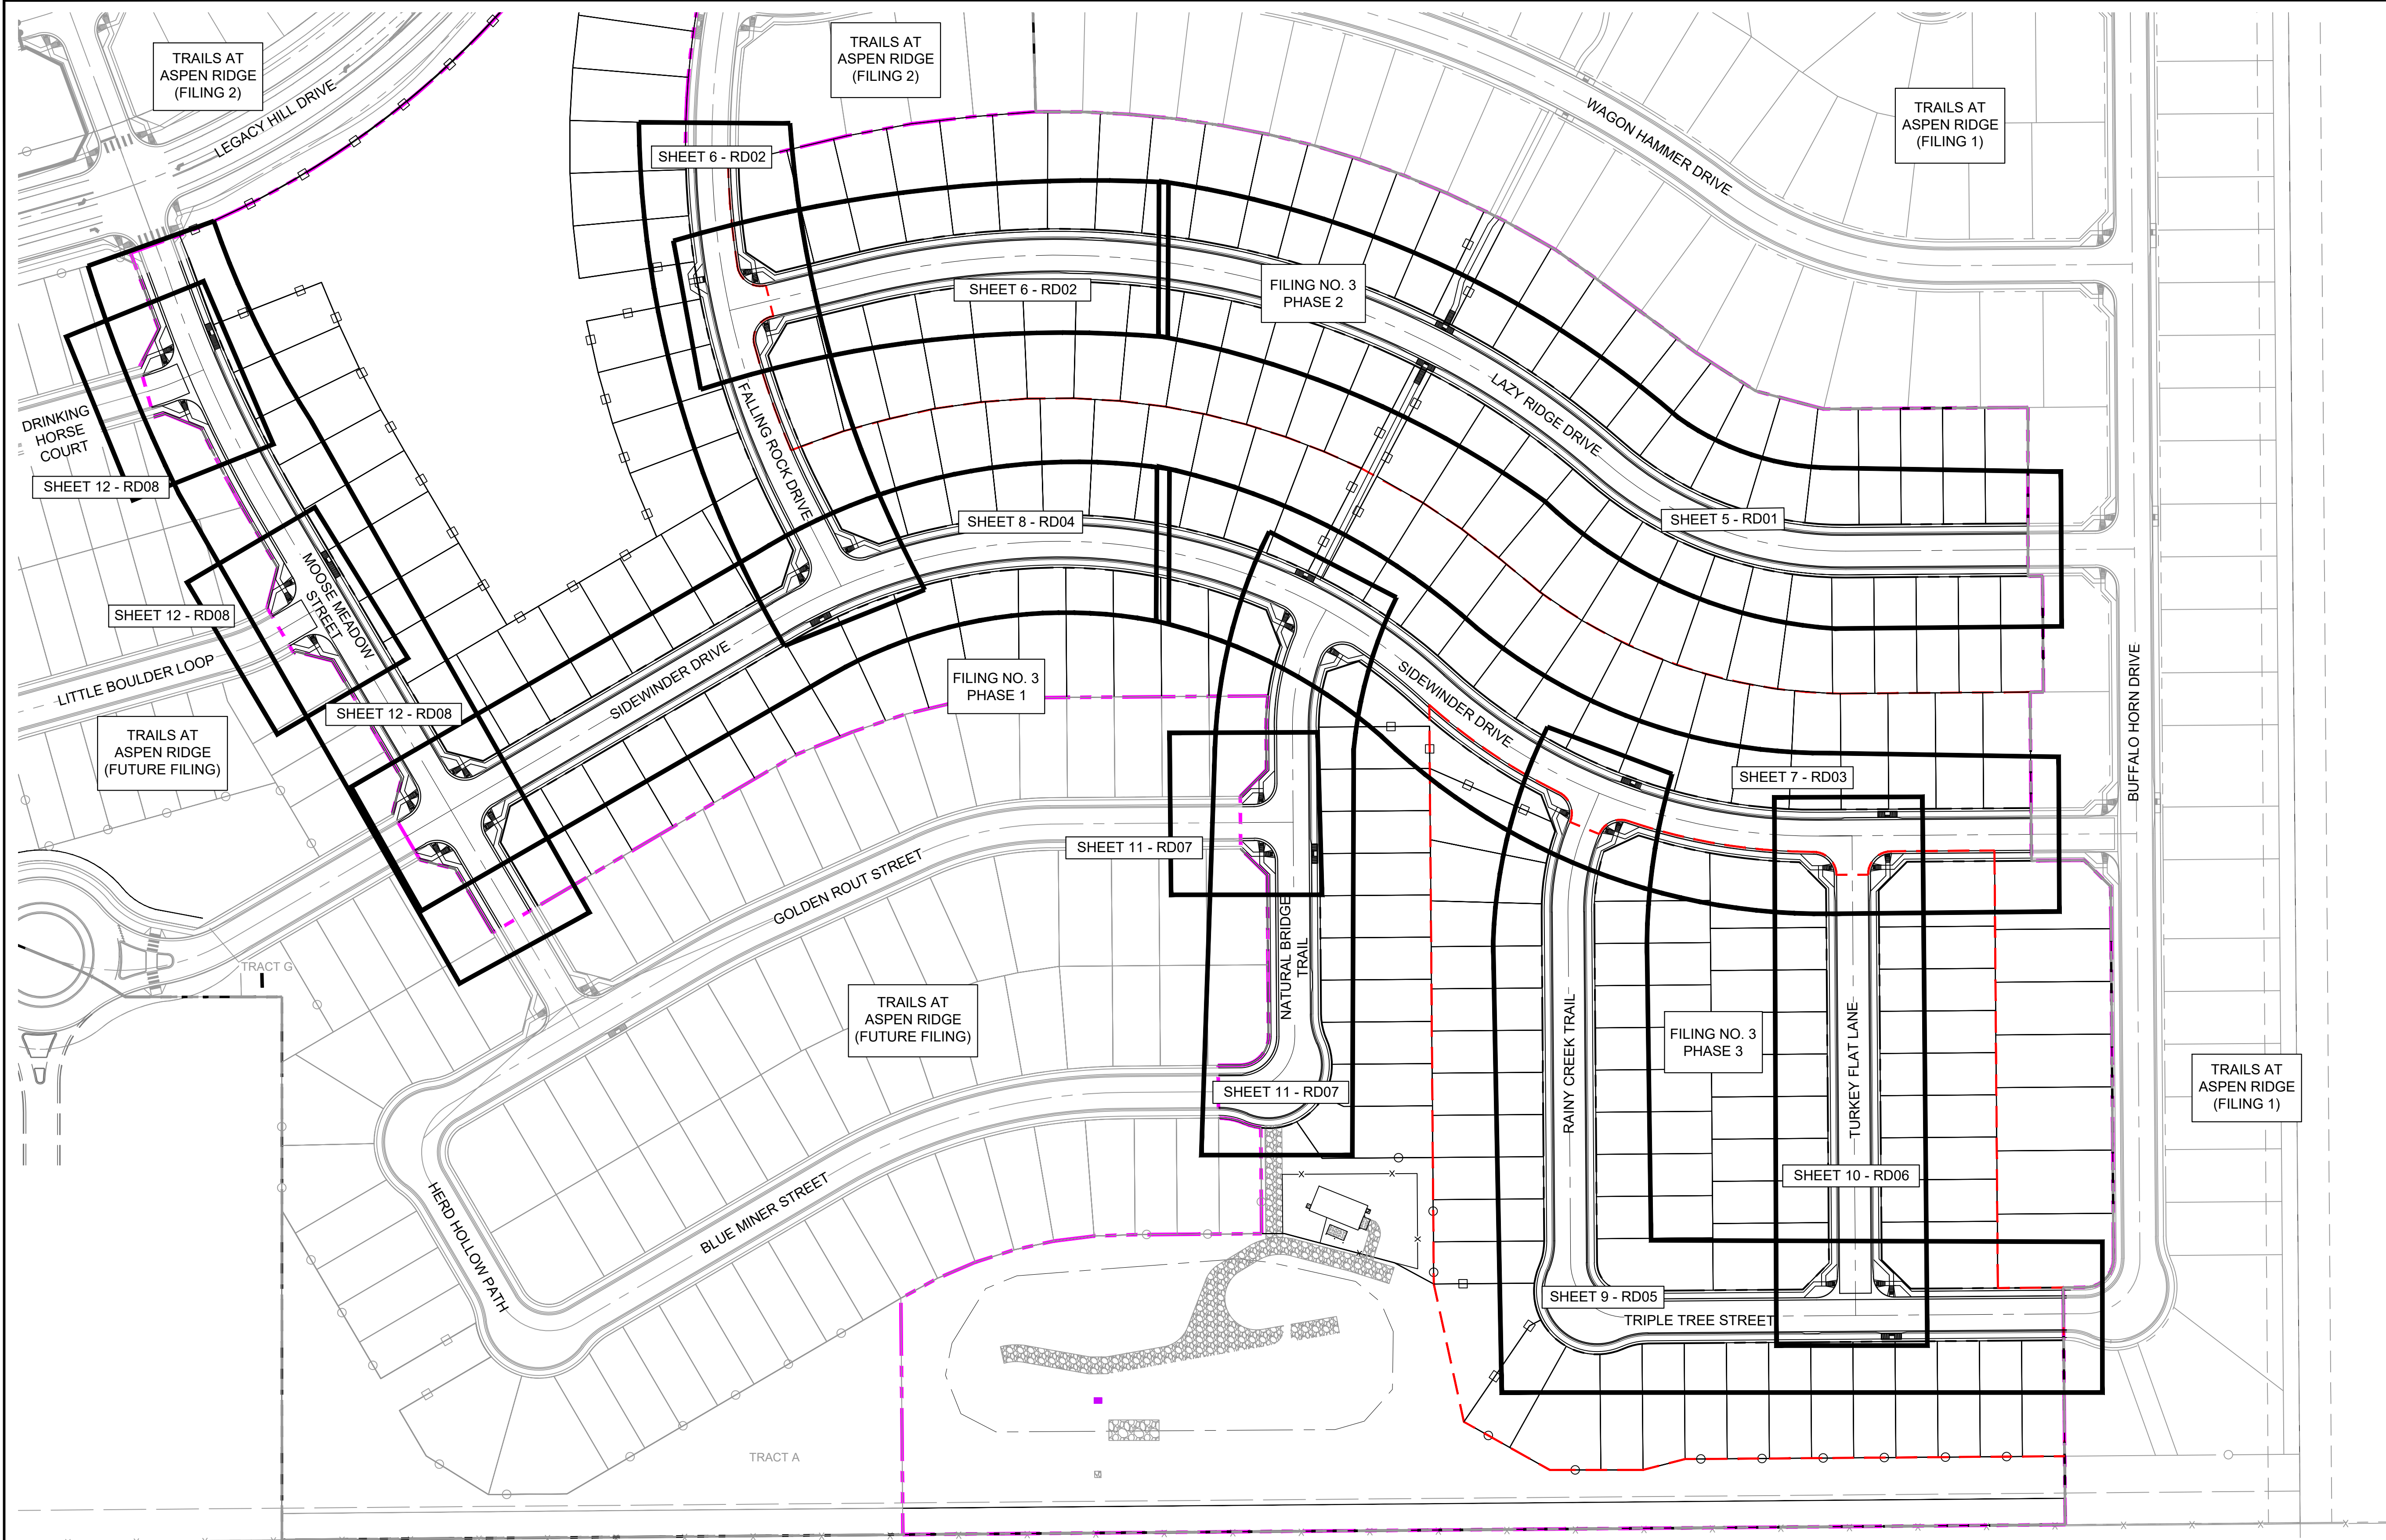 TRAILS AT
ASPEN RIDGE
(FILING 2)
LEGACY HILL DRIVE
TRAILS AT
ASPEN RIDGE
(FILING 2)
WAGON HAMMER DRIVE
TRAILS AT
ASPEN RIDGE
(FILING 1)
SHEET 6 - RD02
SHEET 6 - RD02
FILING NO. 3
PHASE 2
LAZY RIDGE DRIVE
FALLING ROCK DRIVE
DRINKING
HORSE
COURT
SHEET 12 - RD08
SHEET 8 - RD04
SHEET 5 - RD01
MOOSE MEADOW
STREET
SHEET 12 - RD08
LITTLE BOULDER LOOP
SIDEWINDER DRIVE
FILING NO. 3
PHASE 1
SIDEWINDER DRIVE
BUFFALO HORN DRIVE
SHEET 12 - RD08
TRAILS AT
ASPEN RIDGE
(FUTURE FILING)
SHEET 7 - RD03
SHEET 11 - RD07
GOLDEN ROUT STREET
NATURAL BRIDGE
TRAIL
TRACT G
TRAILS AT
ASPEN RIDGE
(FUTURE FILING)
RAINY CREEK TRAIL
FILING NO. 3
PHASE 3
TURKEY FLAT LANE
TRAILS AT
ASPEN RIDGE
(FILING 1)
SHEET 11 - RD07
SHEET 10 - RD06
HERD HOLLOW PATH
BLUE MINER STREET
SHEET 9 - RD05
TRIPLE TREE STREET
TRACT A